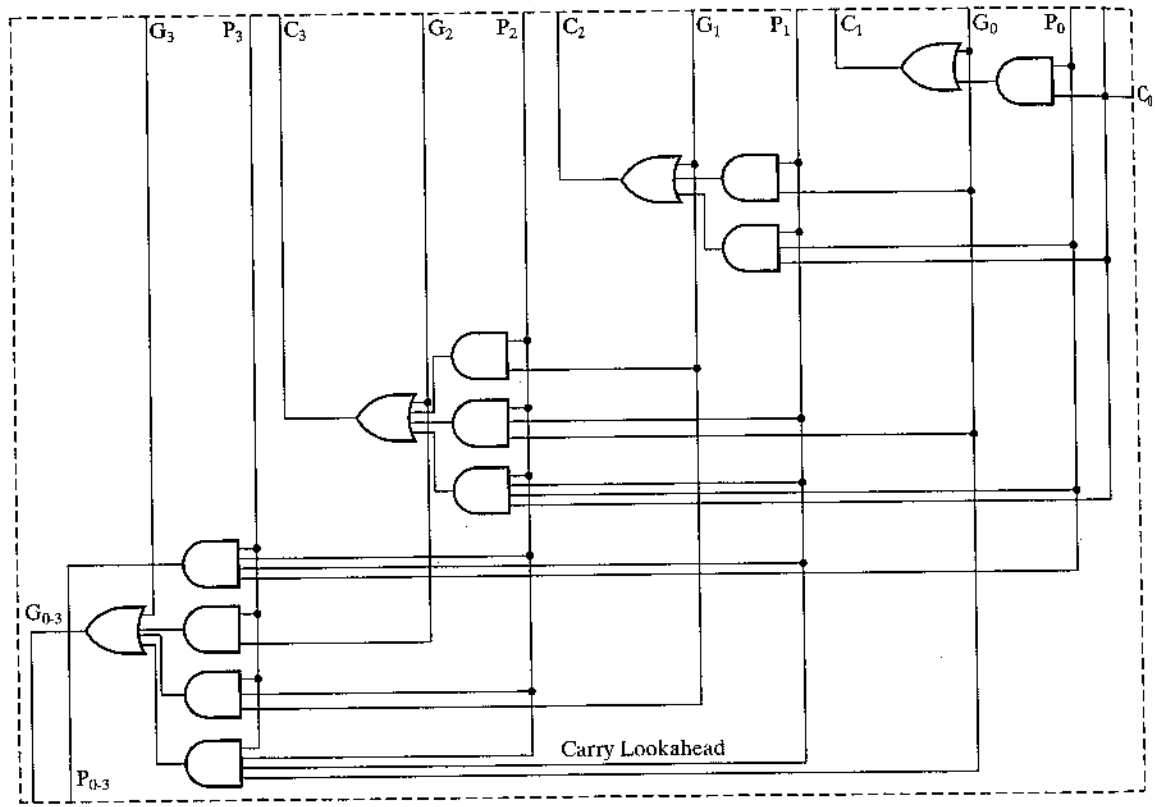 G₃ P₃ C₃ G₂ P₂ C₂ G₁ P₁ C₁ G₀ P₀
C₀
G₀₋₃
Carry Lookahead
P₀₋₃